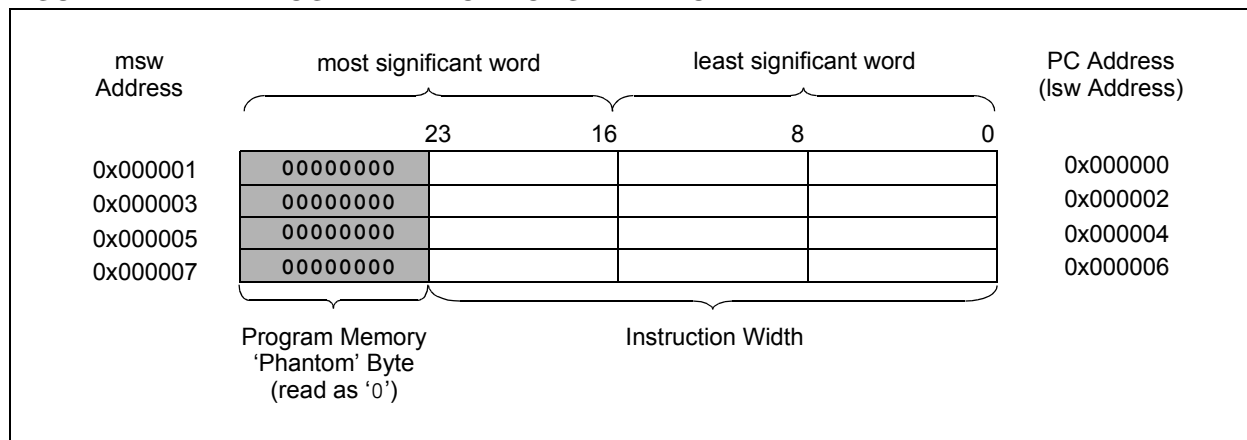 msw
Address
most significant word
least significant word
PC Address
(lsw Address)
23 16 8 0
0x000001 00000000 0x000000
0x000003 00000000 0x000002
0x000005 00000000 0x000004
0x000007 00000000 0x000006
Program Memory
‘Phantom’ Byte
(read as ‘0’)
Instruction Width